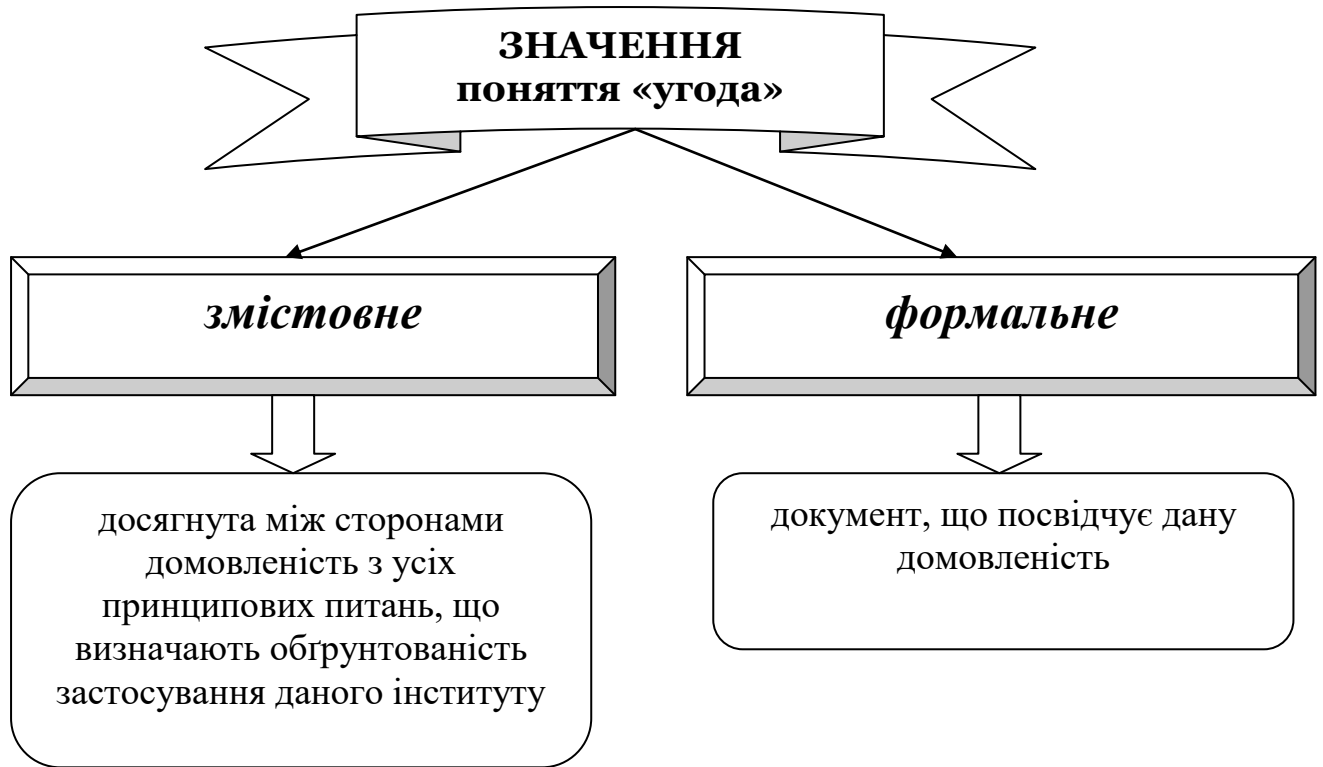 ЗНАЧЕННЯ
поняття «угода»
змістовне
формальне
досягнута між сторонами
домовленість з усіх
принципових питань, що
визначають обґрунтованість
застосування даного інституту
документ, що посвідчує дану
домовленість